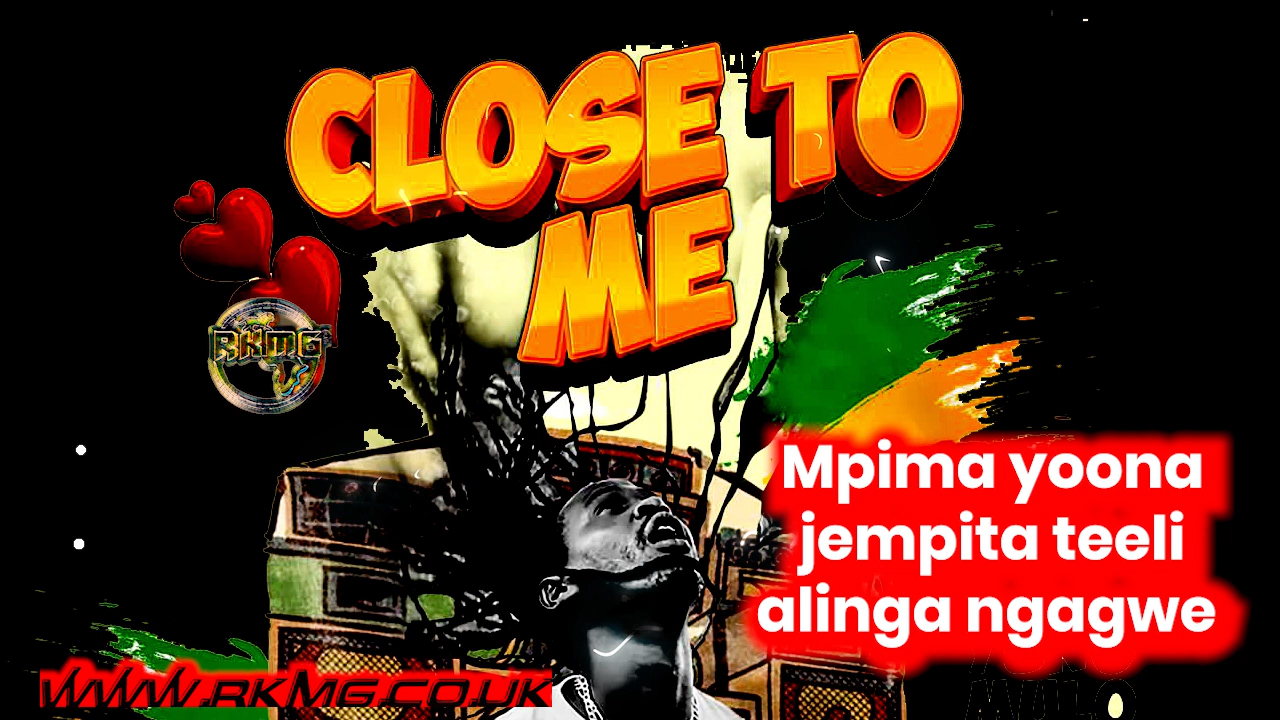 CLOSE TO
ME
RKMG
Mpima yoona
jempita teeli
alinga ngagwe
WWW.RKMG.CO.UK